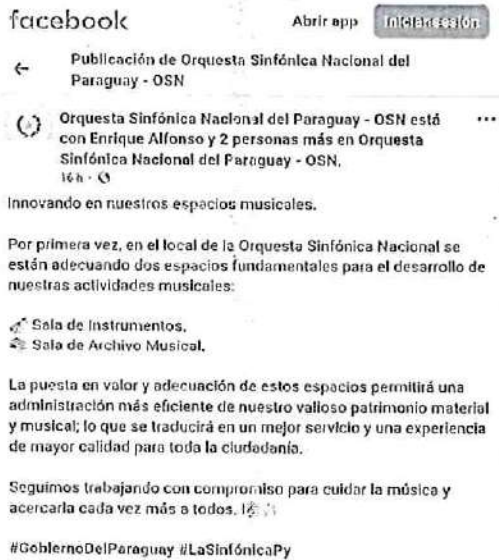 facebook
Abrir app
Iniciar sesión
← Publicación de Orquesta Sinfónica Nacional del
Paraguay - OSN
Orquesta Sinfónica Nacional del Paraguay - OSN está ...
con Enrique Alfonso y 2 personas más en Orquesta
Sinfónica Nacional del Paraguay - OSN.
16 h ·
Innovando en nuestros espacios musicales.
Por primera vez, en el local de la Orquesta Sinfónica Nacional se
están adecuando dos espacios fundamentales para el desarrollo de
nuestras actividades musicales:
Sala de Instrumentos.
Sala de Archivo Musical.
La puesta en valor y adecuación de estos espacios permitirá una
administración más eficiente de nuestro valioso patrimonio material
y musical; lo que se traducirá en un mejor servicio y una experiencia
de mayor calidad para toda la ciudadanía.
Seguimos trabajando con compromiso para cuidar la música y
acercarla cada vez más a todos.
#GobiernoDelParaguay #LaSinfónicaPy